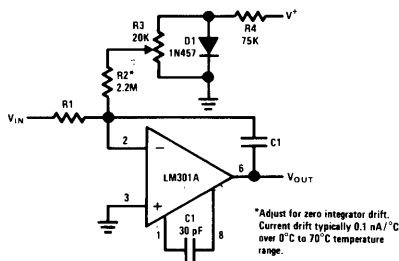 R3
20K
D1
1N457
R4
75K
V+
R2*
2.2M
R1
VIN
2
−
LM301A
3
+
6
VOUT
C1
C1
30 pF
1
8
*Adjust for zero integrator drift.
Current drift typically 0.1 nA/°C
over 0°C to 70°C temperature
range.